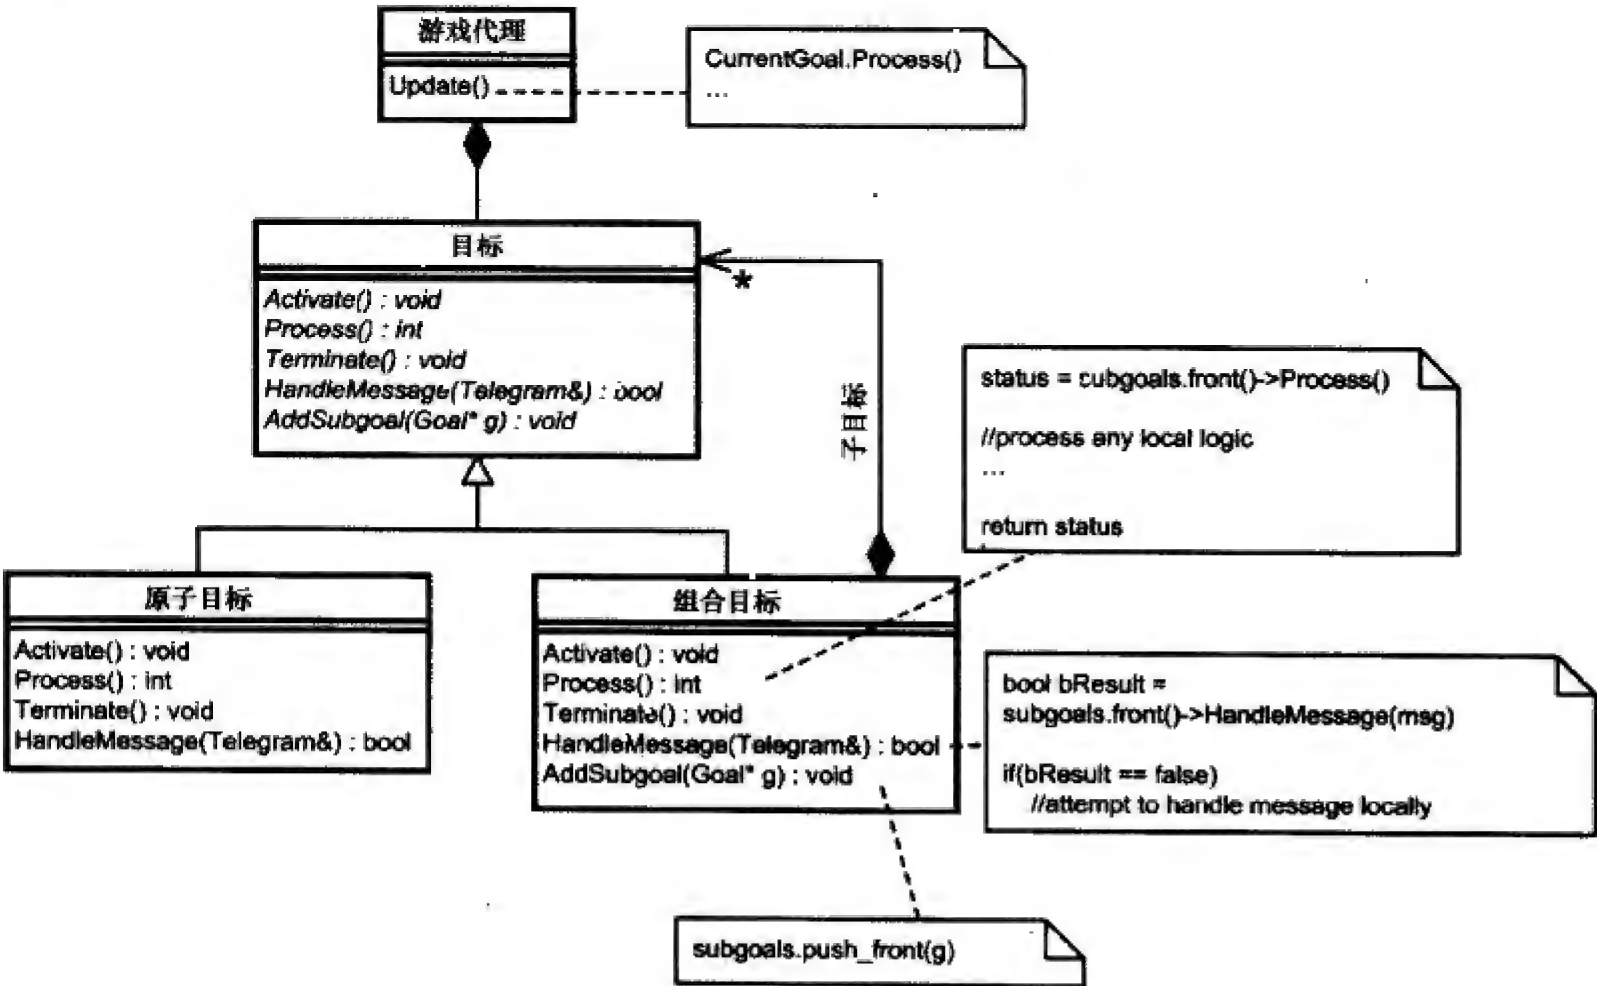 游戏代理
Update()
CurrentGoal.Process()
...
目标
Activate() : void
Process() : int
Terminate() : void
HandleMessage(Telegram&) : bool
AddSubgoal(Goal* g) : void
*
子目标
status = cubgoals.front()->Process()
//process any local logic
...
return status
原子目标
Activate() : void
Process() : int
Terminate() : void
HandleMessage(Telegram&) : bool
组合目标
Activate() : void
Process() : int
Terminate() : void
HandleMessage(Telegram&) : bool
AddSubgoal(Goal* g) : void
bool bResult =
subgoals.front()->HandleMessage(msg)
if(bResult == false)
//attempt to handle message locally
subgoals.push_front(g)